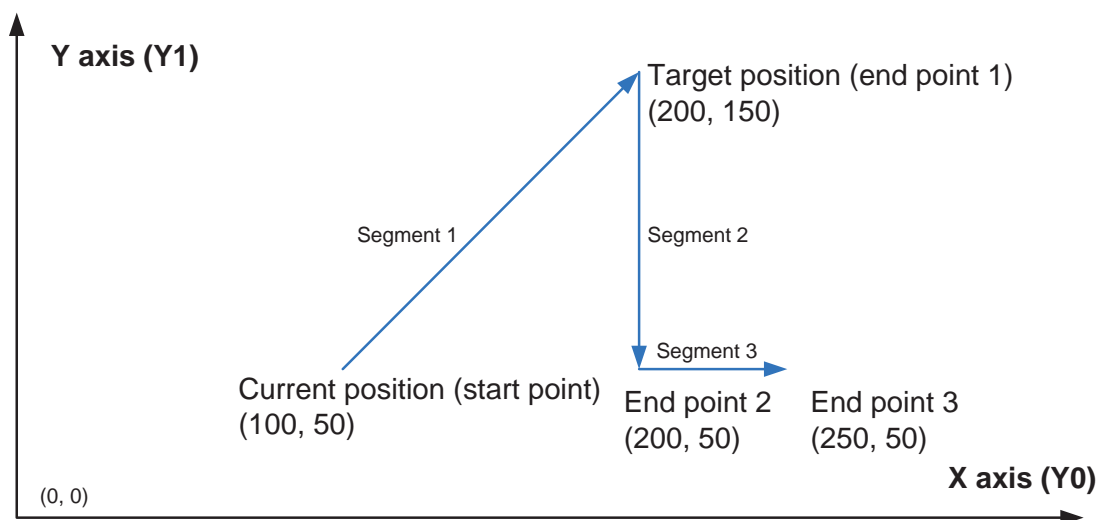 Y axis (Y1)
Target position (end point 1)
(200, 150)
Segment 1
Segment 2
Segment 3
Current position (start point)
(100, 50)
End point 2
(200, 50)
End point 3
(250, 50)
X axis (Y0)
(0, 0)